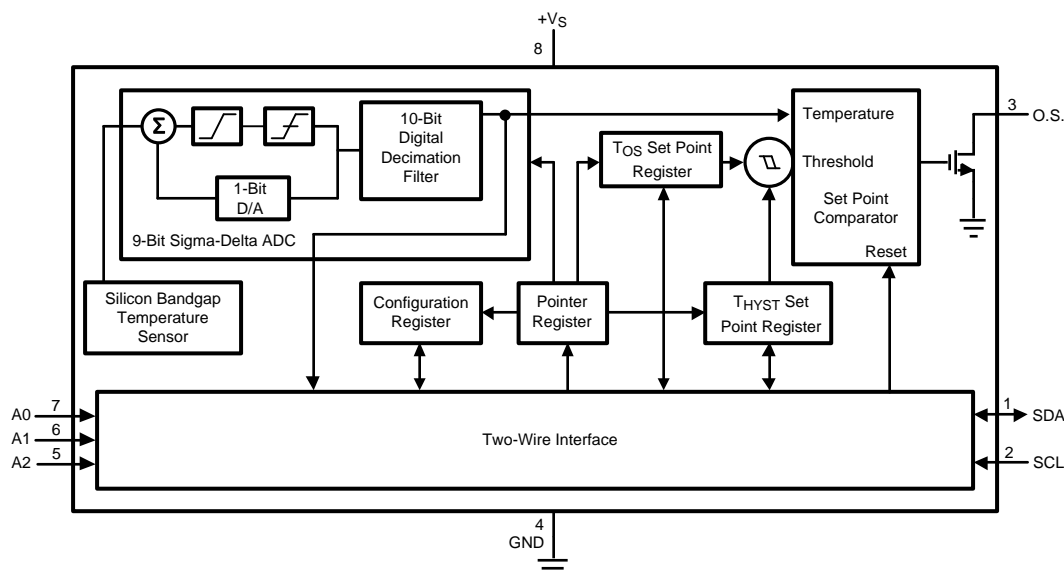 +VS
8
Σ
10-Bit
Digital
Decimation
Filter
1-Bit
D/A
9-Bit Sigma-Delta ADC
Silicon Bandgap
Temperature
Sensor
TOS Set Point
Register
Temperature
Threshold
Set Point
Comparator
Reset
3
O.S.
Configuration
Register
Pointer
Register
THYST Set
Point Register
A0
7
A1
6
A2
5
Two-Wire Interface
1
SDA
2
SCL
4
GND